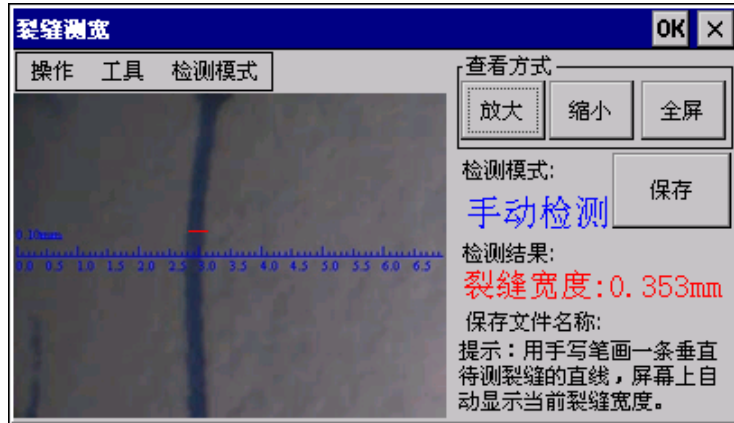 裂缝测宽 OK ×
操作 工具 检测模式
查看方式
放大 缩小 全屏
检测模式:
手动检测
保存
0.10mm
0.0 0.5 1.0 1.5 2.0 2.5 3.0 3.5 4.0 4.5 5.0 5.5 6.0 6.5
检测结果:
裂缝宽度:0.353mm
保存文件名称:
提示：用手写笔画一条垂直
待测裂缝的直线，屏幕上自
动显示当前裂缝宽度。